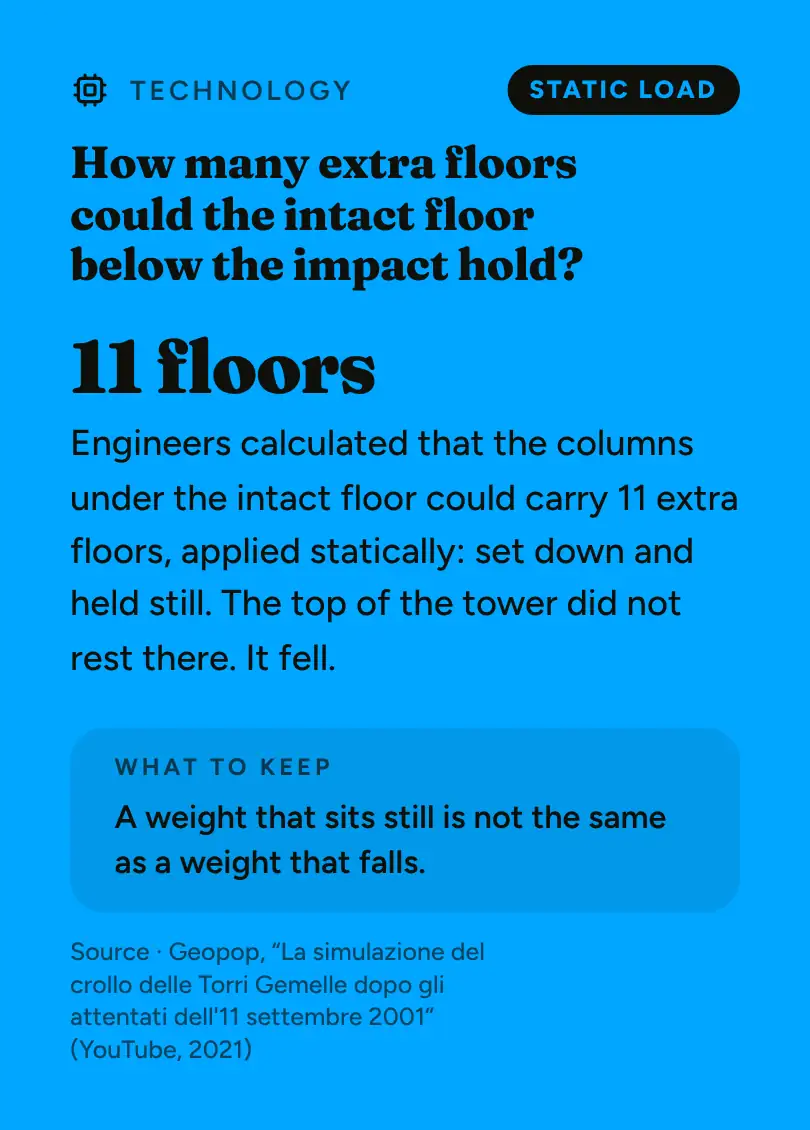 TECHNOLOGY
STATIC LOAD
How many extra floors
could the intact floor
below the impact hold?
11 floors
Engineers calculated that the columns
under the intact floor could carry 11 extra
floors, applied statically: set down and
held still. The top of the tower did not
rest there. It fell.
WHAT TO KEEP
A weight that sits still is not the same
as a weight that falls.
Source · Geopop, “La simulazione del
crollo delle Torri Gemelle dopo gli
attentati dell'11 settembre 2001”
(YouTube, 2021)